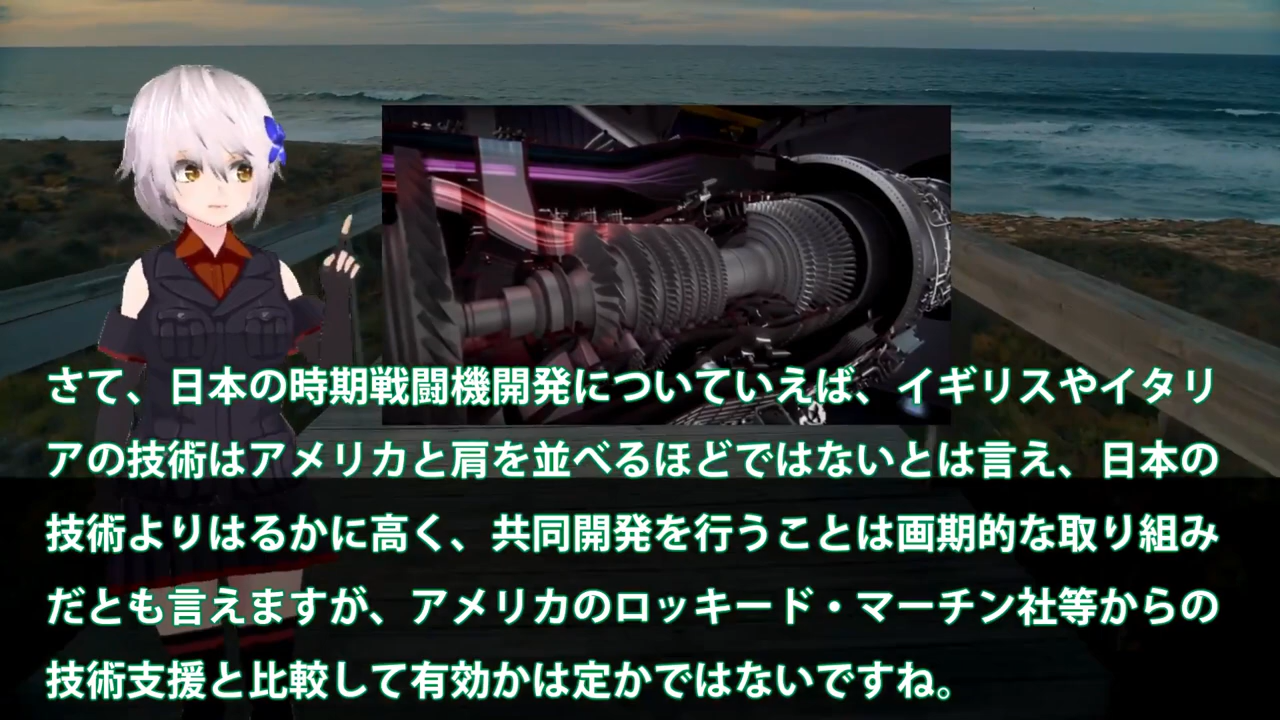 さて、日本の時期戦闘機開発についていえば、イギリスやイタリ
アの技術はアメリカと肩を並べるほどではないとは言え、日本の
技術よりはるかに高く、共同開発を行うことは画期的な取り組み
だとも言えますが、アメリカのロッキード・マーチン社等からの
技術支援と比較して有効かは定かではないですね。